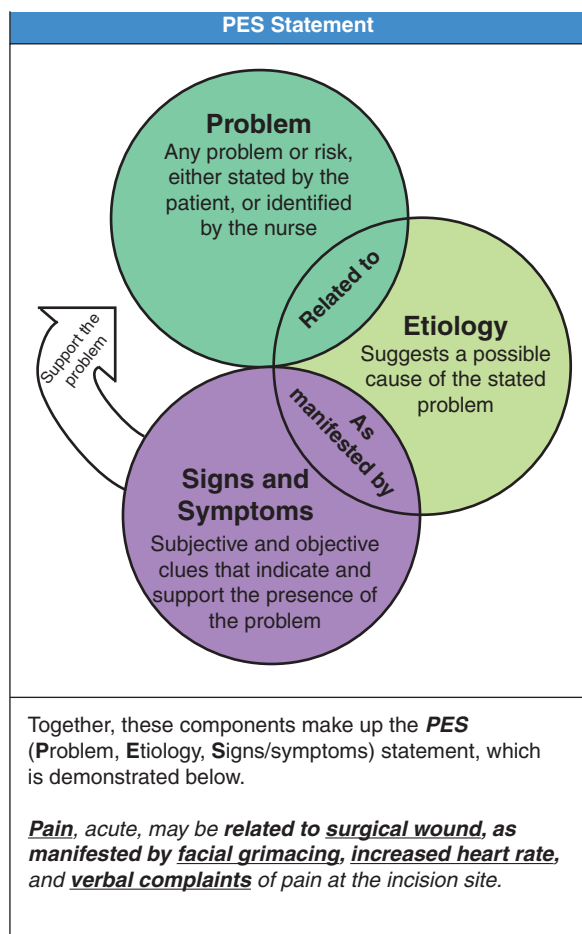 PES Statement
Problem
Any problem or risk,
either stated by the
patient, or identified
by the nurse
Related to
Etiology
Suggests a possible
cause of the stated
problem
Support the
problem
As
manifested by
Signs and
Symptoms
Subjective and objective
clues that indicate and
support the presence of
the problem
Together, these components make up the PES
(Problem, Etiology, Signs/symptoms) statement, which
is demonstrated below.
Pain, acute, may be related to surgical wound, as
manifested by facial grimacing, increased heart rate,
and verbal complaints of pain at the incision site.